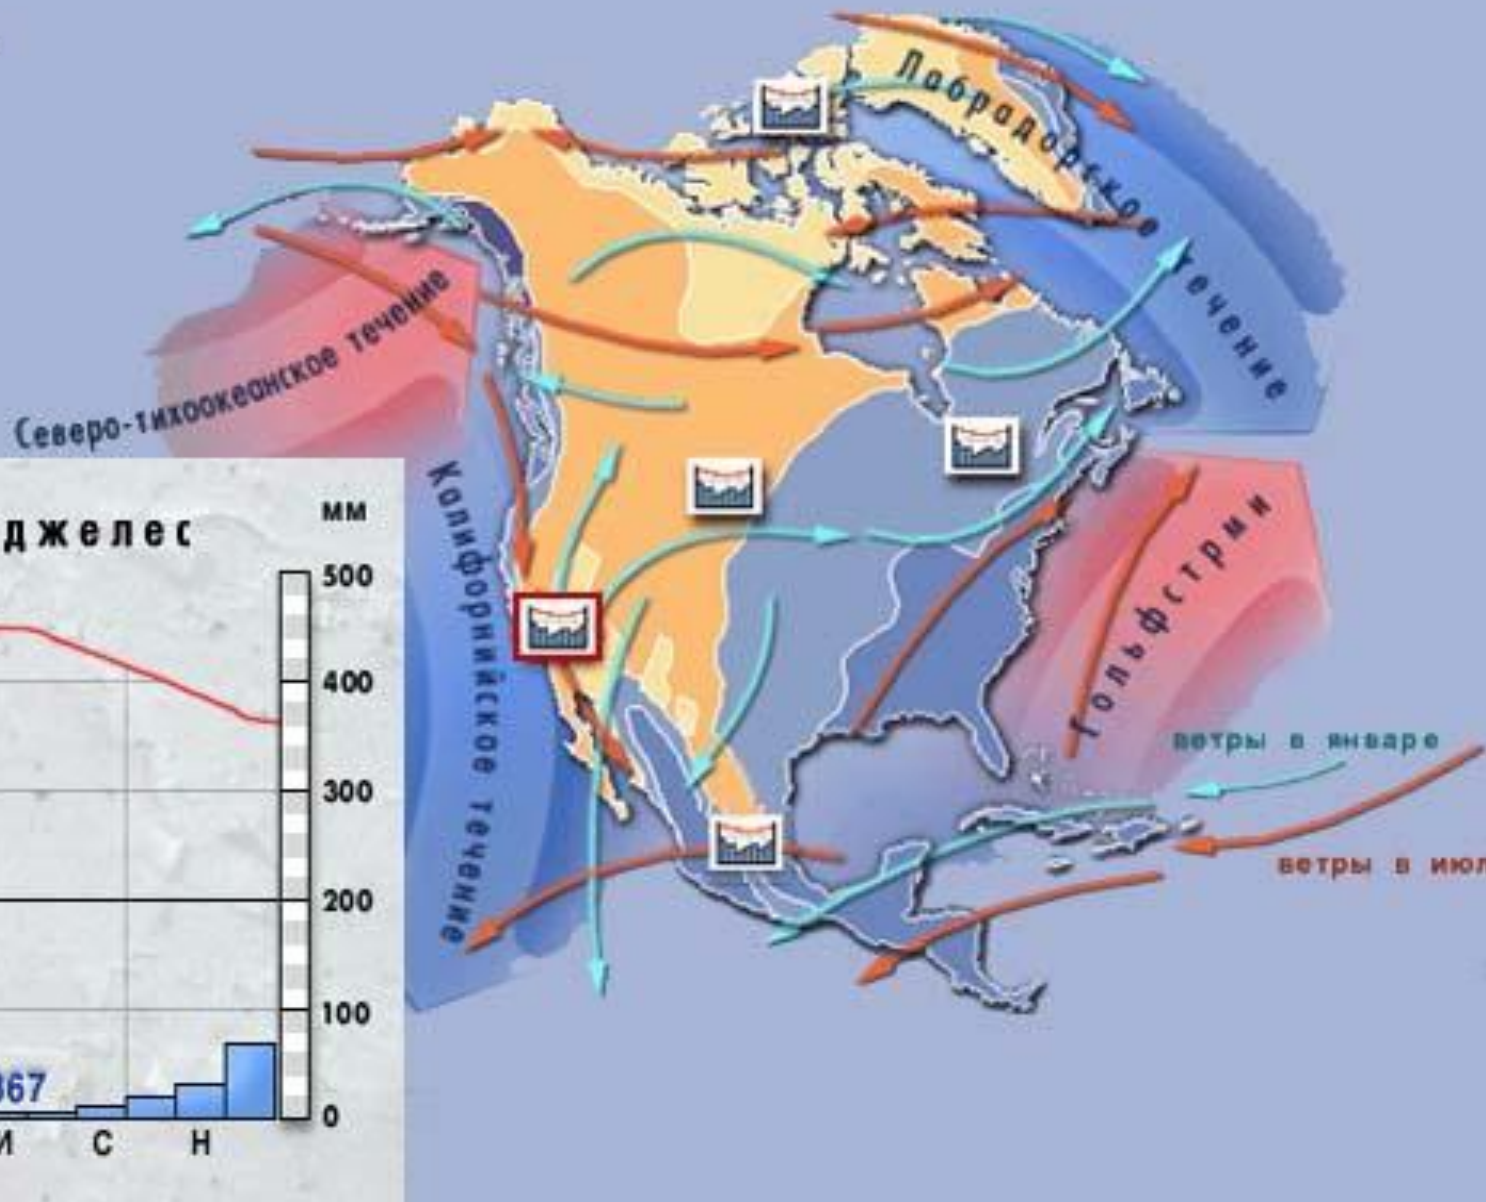 Лабрадорское течение
Северо-тихоокеанское течение
Калифорнийское течение
Гольфстрми
ветры в январе
ветры в июл
джелес
мм
500
400
300
200
100
0
367
И С Н